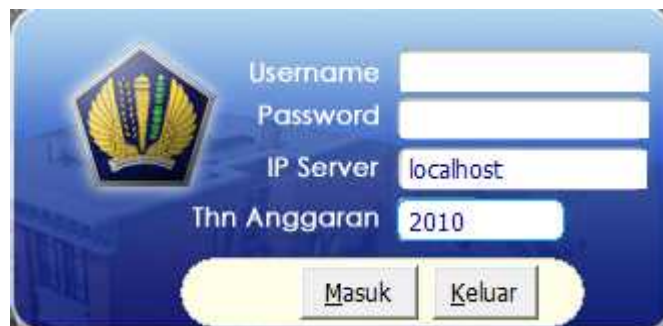 Username
Password
IP Server localhost
Thn Anggaran 2010
Masuk Keluar